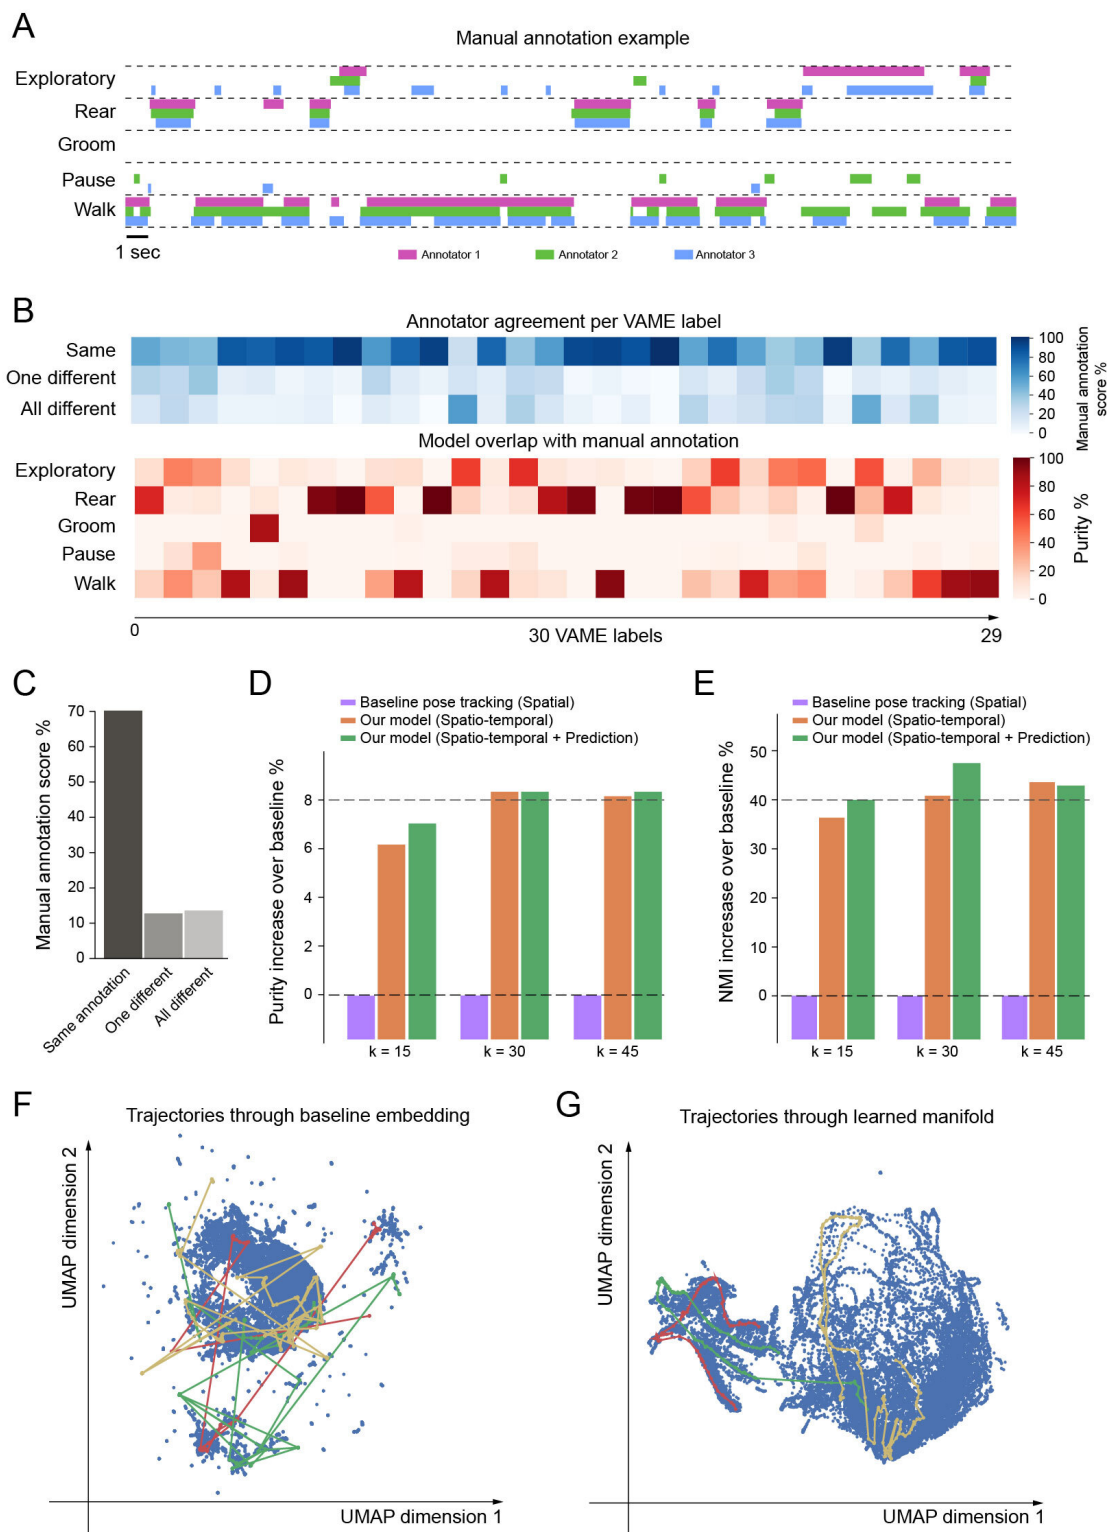 A
Manual annotation example
Exploratory
Rear
Groom
Pause
Walk
1 sec
Annotator 1
Annotator 2
Annotator 3
B
Annotator agreement per VAME label
Same
One different
All different
100
80
60
40
20
0
Manual annotation
score %
Model overlap with manual annotation
Exploratory
Rear
Groom
Pause
Walk
100
80
60
40
20
0
Purity %
0
30 VAME labels
29
C
Manual annotation score %
70
60
50
40
30
20
10
0
Same annotation
One different
All different
D
Baseline pose tracking (Spatial)
Our model (Spatio-temporal)
Our model (Spatio-temporal + Prediction)
Purity increase over baseline %
8
6
4
2
0
k = 15
k = 30
k = 45
E
Baseline pose tracking (Spatial)
Our model (Spatio-temporal)
Our model (Spatio-temporal + Prediction)
NMI incresase over baseline %
50
40
30
20
10
0
k = 15
k = 30
k = 45
F
Trajectories through baseline embedding
UMAP dimension 2
UMAP dimension 1
G
Trajectories through learned manifold
UMAP dimension 2
UMAP dimension 1